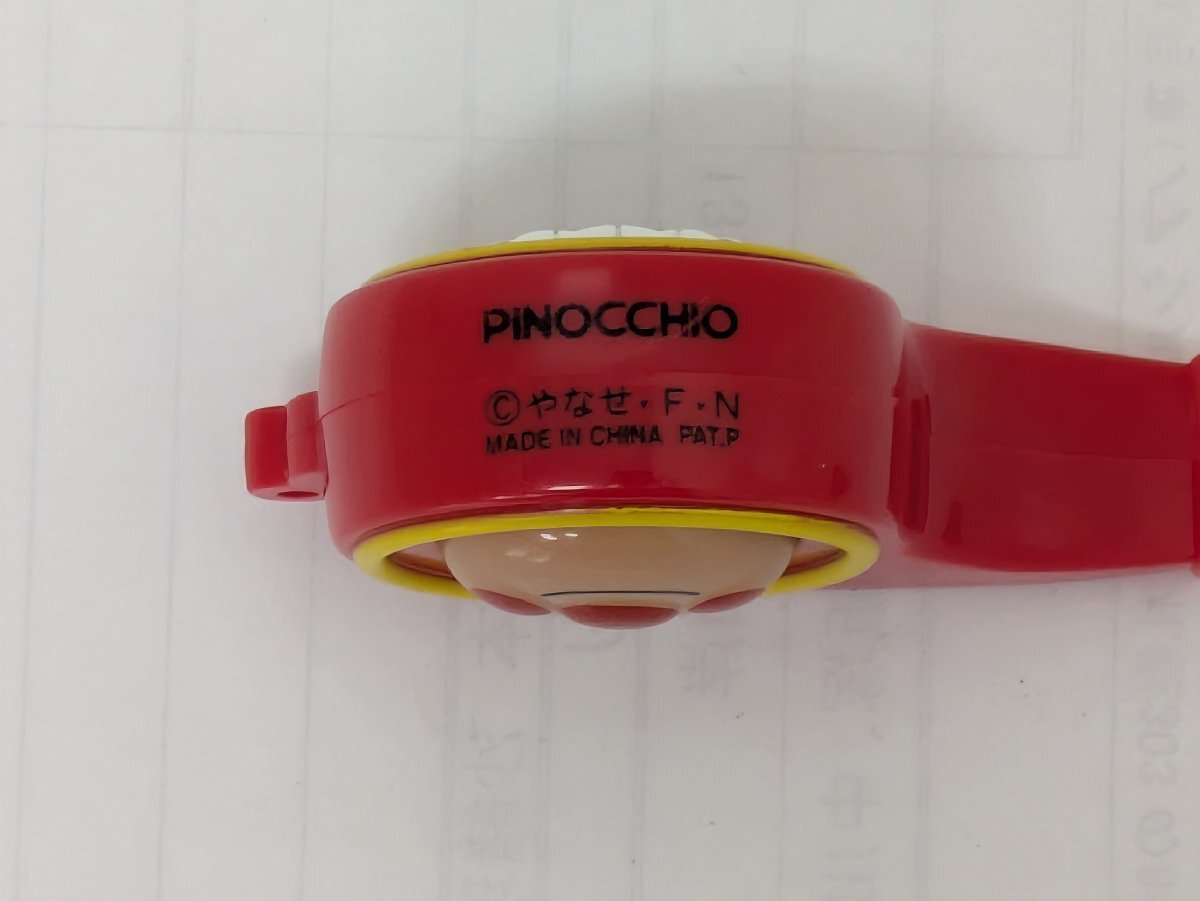 PINOCCHIO
©やなせ・F・N
MADE IN CHINA PAT.P